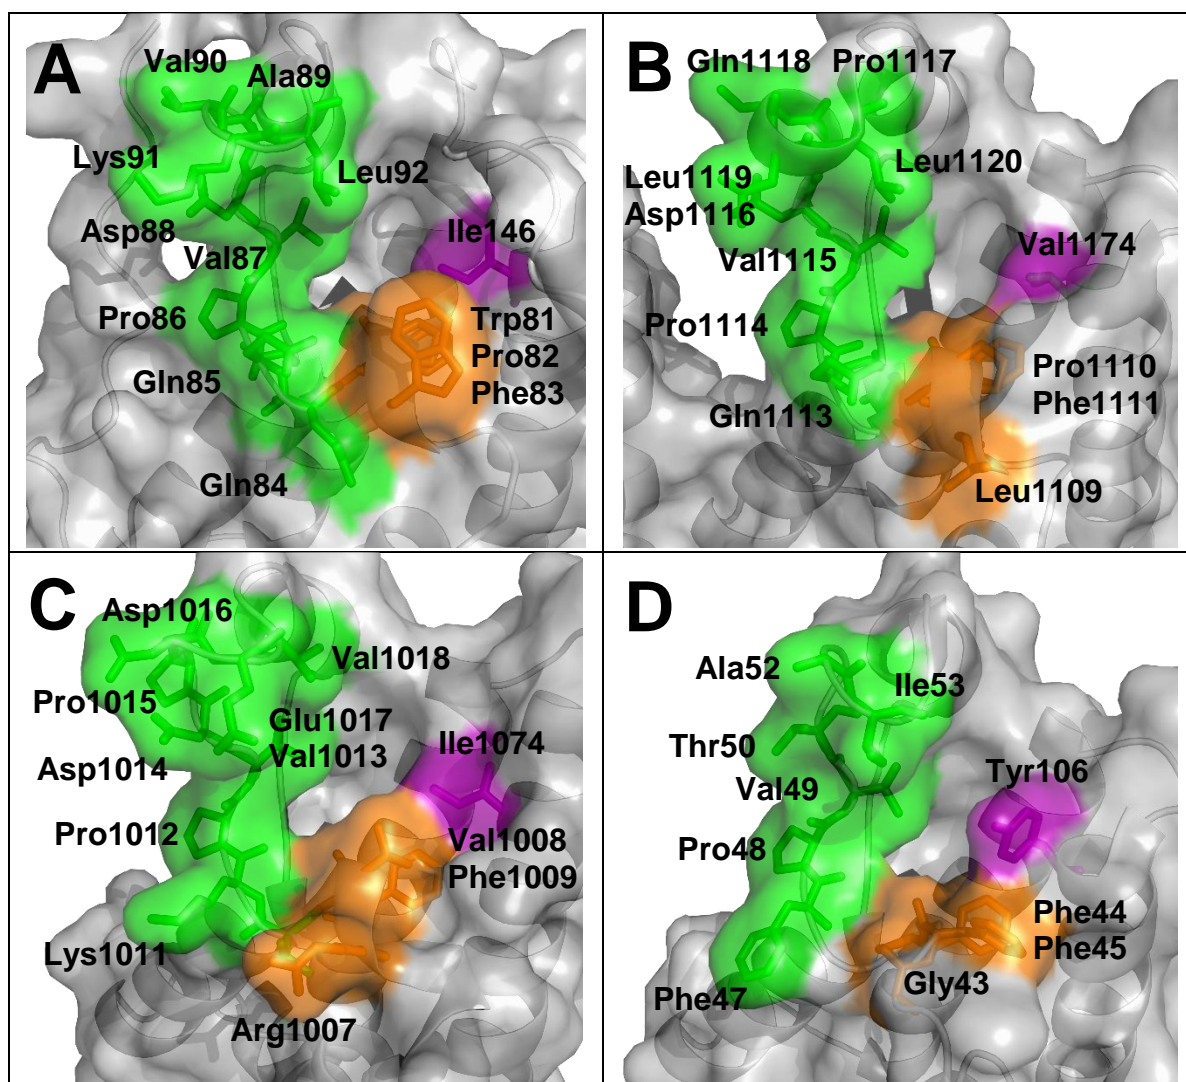 A
Val90
Ala89
Lys91
Leu92
Asp88
Ile146
Val87
Pro86
Trp81
Pro82
Gln85
Phe83
Gln84
B
Gln1118
Pro1117
Leu1119
Leu1120
Asp1116
Val1115
Val1174
Pro1114
Pro1110
Gln1113
Phe1111
Leu1109
C
Asp1016
Val1018
Pro1015
Glu1017
Val1013
Ile1074
Asp1014
Pro1012
Val1008
Phe1009
Lys1011
Arg1007
D
Ala52
Ile53
Thr50
Val49
Tyr106
Pro48
Phe44
Phe45
Gly43
Phe47